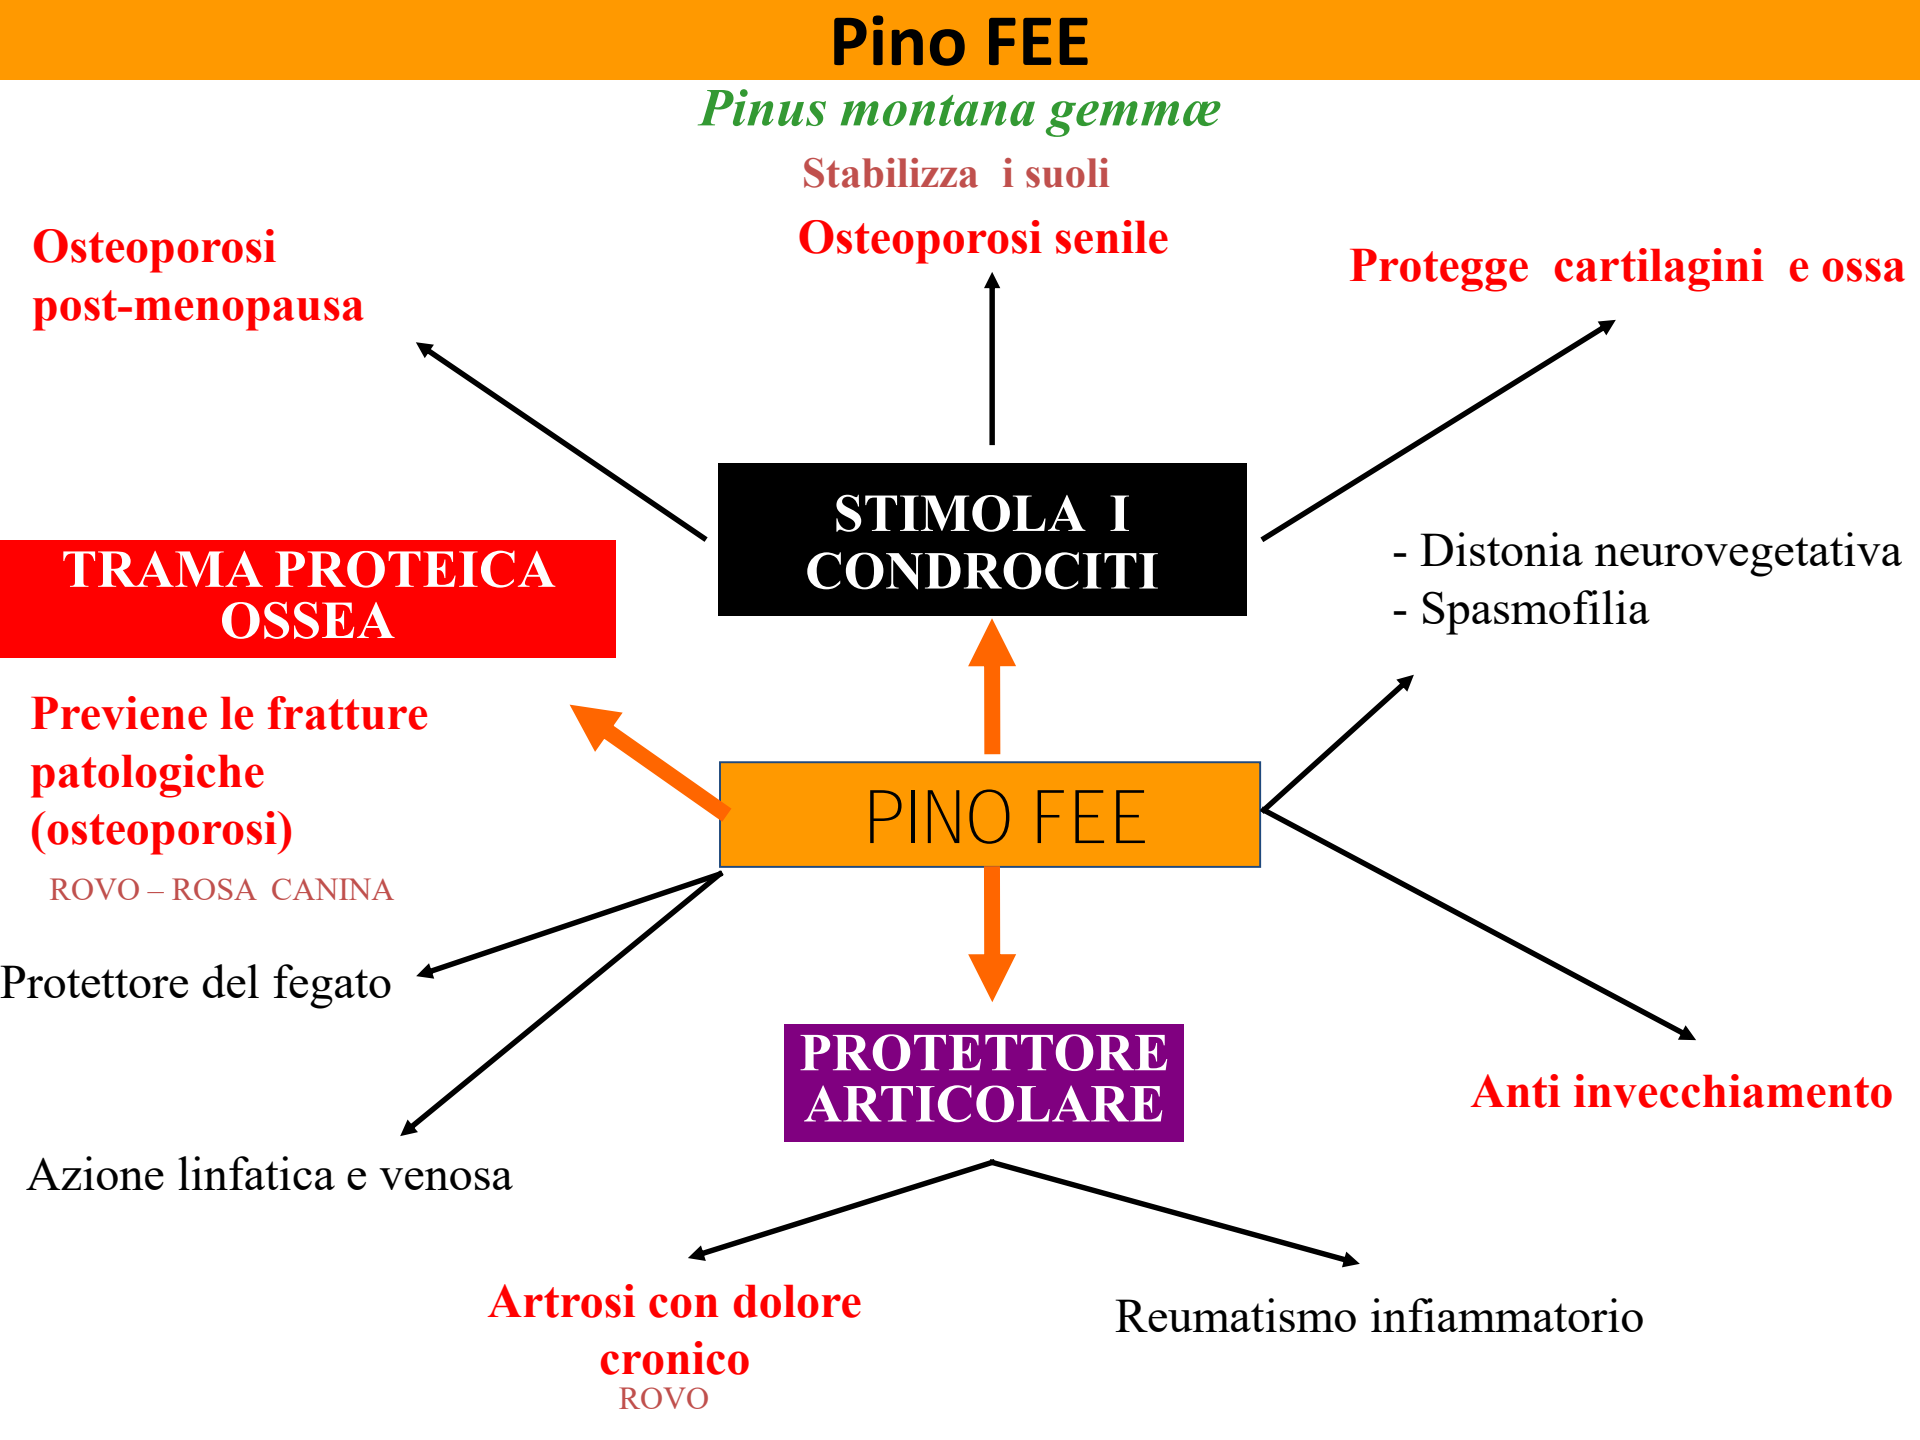 Pino FEE
Pinus montana gemmæ
Stabilizza i suoli
Osteoporosi senile
Osteoporosi
post-menopausa
Protegge cartilagini e ossa
STIMOLA I
CONDROCITI
- Distonia neurovegetativa
- Spasmofilia
TRAMA PROTEICA
OSSEA
Previene le fratture
patologiche
(osteoporosi)
ROVO – ROSA CANINA
PINO FEE
Protettore del fegato
PROTETTORE
ARTICOLARE
Anti invecchiamento
Azione linfatica e venosa
Artrosi con dolore
cronico
ROVO
Reumatismo infiammatorio